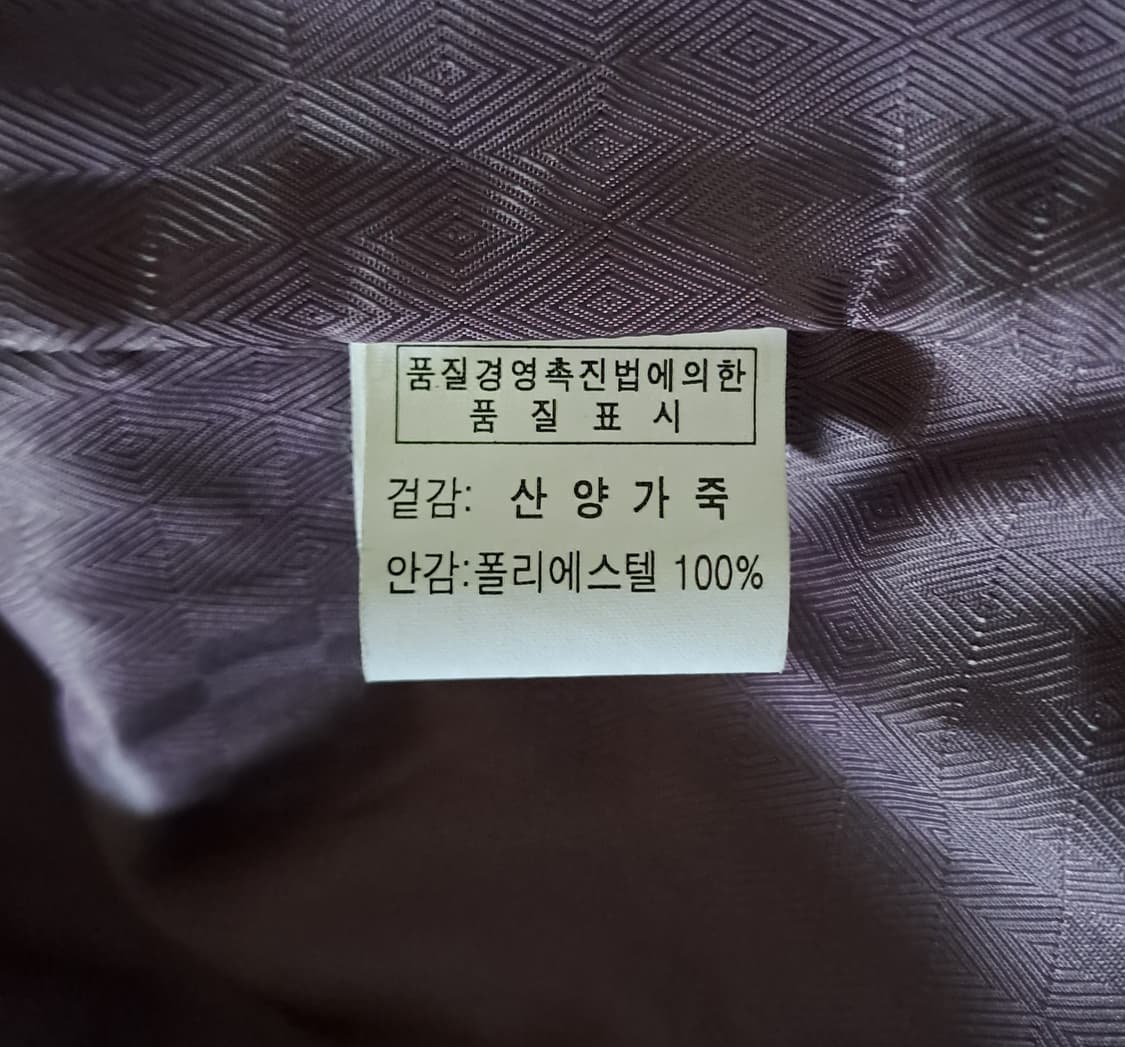 품질경영촉진법에의한
품 질 표 시
겉감: 산 양 가 죽
안감:폴리에스텔 100%